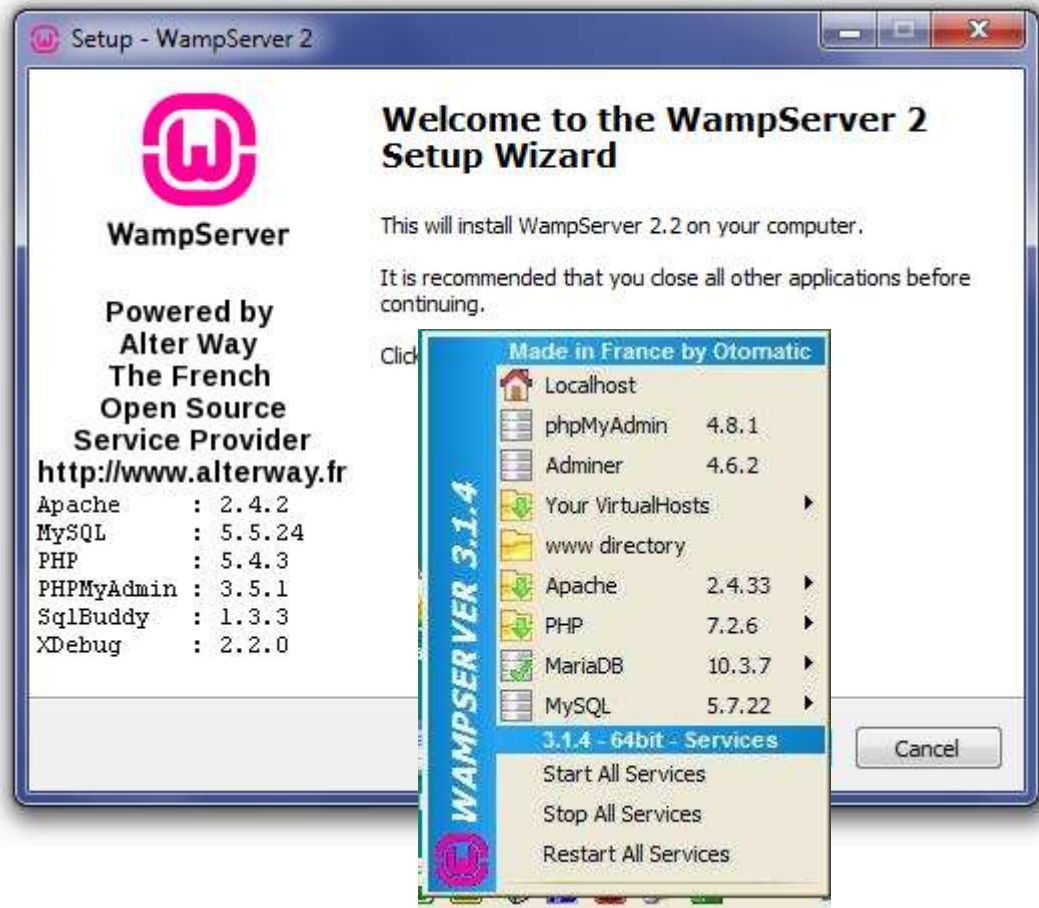 Setup - WampServer 2
WampServer
Powered by
Alter Way
The French
Open Source
Service Provider
http://www.alterway.fr
Apache : 2.4.2
MySQL : 5.5.24
PHP : 5.4.3
PHPMyAdmin : 3.5.1
SqlBuddy : 1.3.3
XDebug : 2.2.0
Welcome to the WampServer 2
Setup Wizard
This will install WampServer 2.2 on your computer.
It is recommended that you close all other applications before
continuing.
Click
Made in France by Otomatic
Localhost
phpMyAdmin 4.8.1
Adminer 4.6.2
Your VirtualHosts
www directory
Apache 2.4.33
PHP 7.2.6
MariaDB 10.3.7
MySQL 5.7.22
3.1.4 - 64bit - Services
Start All Services
Stop All Services
Restart All Services
WAMPSERVER 3.1.4
Cancel